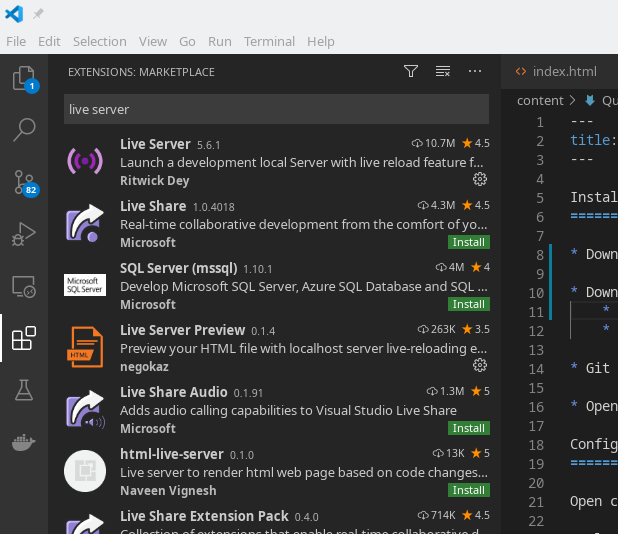 File Edit Selection View Go Run Terminal Help
EXTENSIONS: MARKETPLACE
live server
Live Server 5.6.1 10.7M 4.5
Launch a development local Server with live reload feature f...
Ritwick Dey
Live Share 1.0.4018 4.3M 4.5
Real-time collaborative development from the comfort of yo...
Microsoft Install
SQL Server (mssql) 1.10.1 4M 4
Develop Microsoft SQL Server, Azure SQL Database and SQL ...
Microsoft Install
Microsoft
SQL Server
Live Server Preview 0.1.4 263K 3.5
Preview your HTML file with localhost server live-reloading e...
negokaz
HTML
Live Share Audio 0.1.91 1.3M 5
Adds audio calling capabilities to Visual Studio Live Share
Microsoft Install
html-live-server 0.1.0 13K 5
Live server to render html web page based on code changes...
Naveen Vignesh Install
Live Share Extension Pack 0.4.0 714K 4.5
1
82
index.html
content > Qu
1 ---
2 title:
3 ---
4
5 Instal
6 ======
7
8 * Down
9
10 * Down
11 *
12 *
13
14 * Git
15
16 * Open
17
18 Config
19 ======
20
21 Open c
22